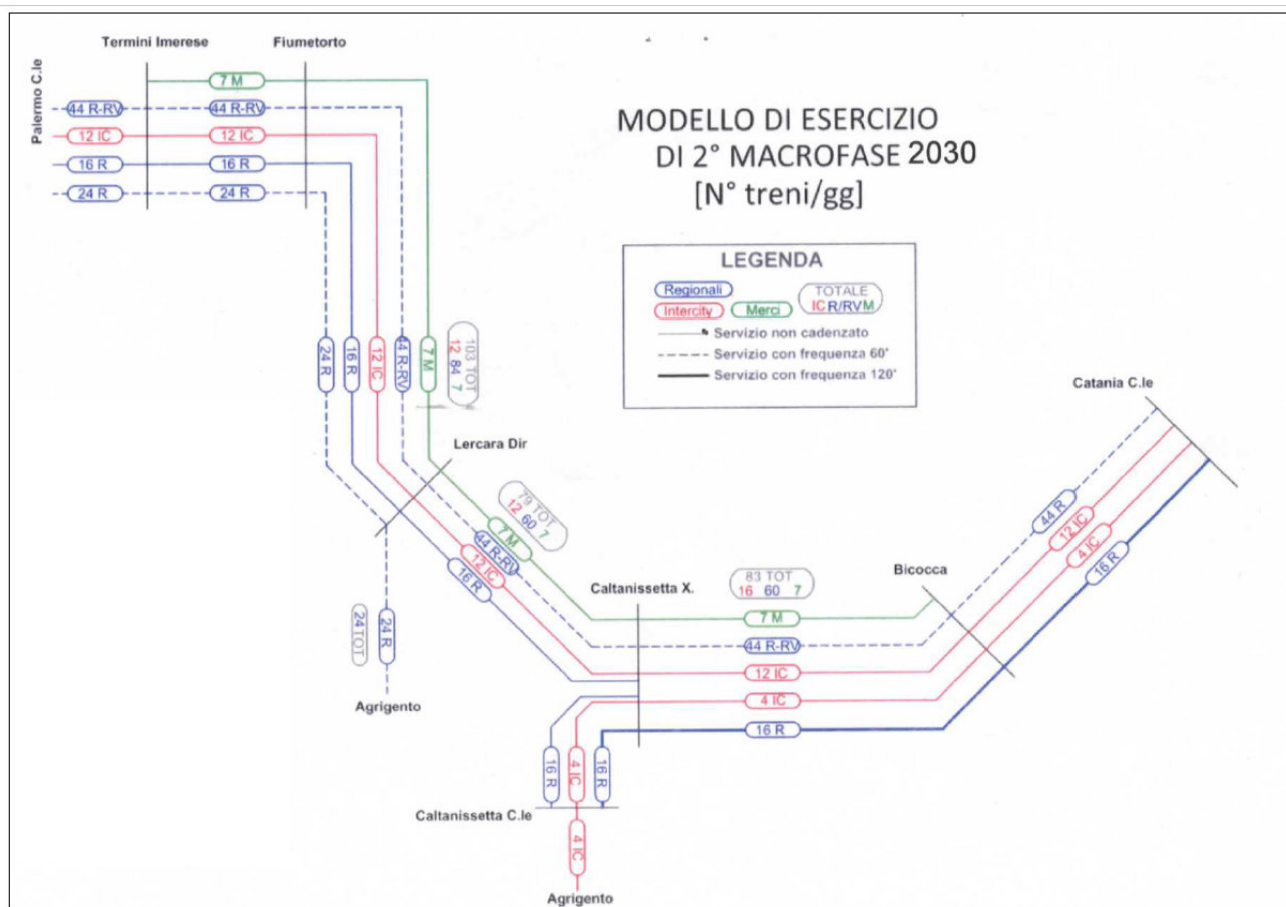 Termini Imerese
Fiumetorto
Palermo C.le
7 M
44 R-RV
44 R-RV
12 IC
12 IC
16 R
16 R
24 R
24 R
MODELLO DI ESERCIZIO
DI 2° MACROFASE 2030
[N° treni/gg]
LEGENDA
Regionali
Intercity
Merci
TOTALE
IC R/RV M
Servizio non cadenzato
Servizio con frequenza 60'
Servizio con frequenza 120'
24 R
16 R
12 IC
44 R-RV
7 M
103 TOT
12 84 7
Lercara Dir
79 TOT
12 60 7
7 M
44 R-RV
12 IC
16 R
24 TOT
24 R
Agrigento
Caltanissetta X.
83 TOT
16 60 7
7 M
44 R-RV
12 IC
4 IC
16 R
Bicocca
Catania C.le
44 R
12 IC
4 IC
16 R
16 R
4 IC
16 R
Caltanissetta C.le
4 IC
Agrigento